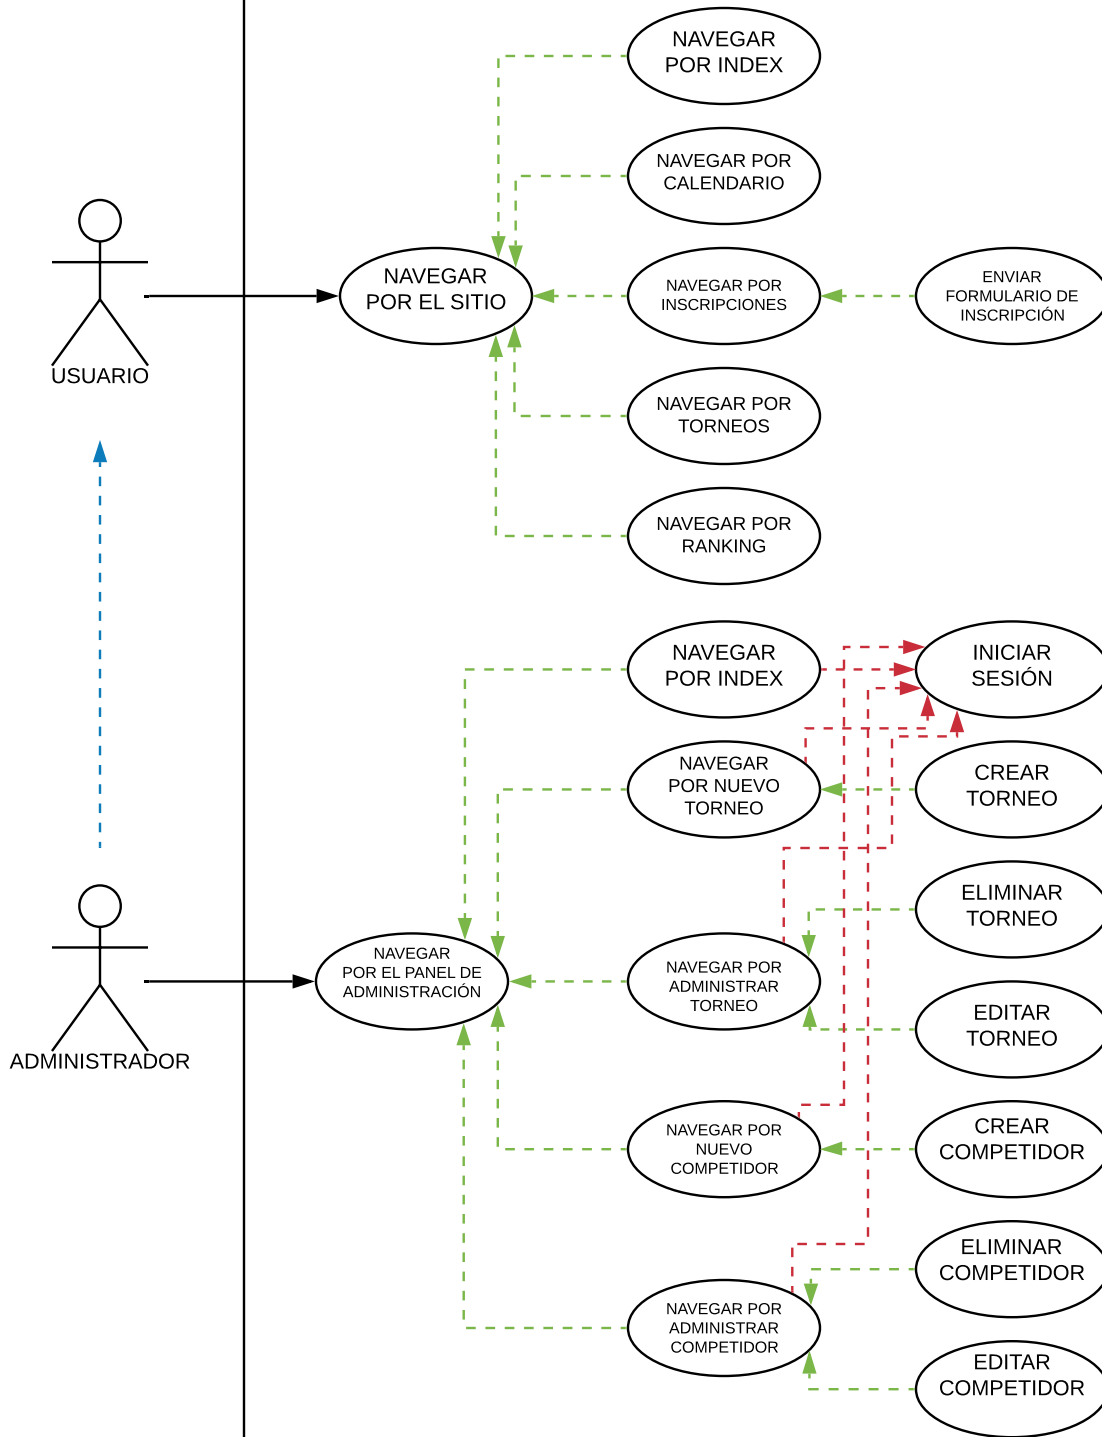 NAVEGAR
POR INDEX
NAVEGAR POR
CALENDARIO
NAVEGAR
POR EL SITIO
NAVEGAR POR
INSCRIPCIONES
ENVIAR
FORMULARIO DE
INSCRIPCIÓN
USUARIO
NAVEGAR POR
TORNEOS
NAVEGAR POR
RANKING
NAVEGAR
POR INDEX
INICIAR
SESIÓN
NAVEGAR
POR NUEVO
TORNEO
CREAR
TORNEO
ELIMINAR
TORNEO
NAVEGAR
POR EL PANEL DE
ADMINISTRACIÓN
NAVEGAR POR
ADMINISTRAR
TORNEO
EDITAR
TORNEO
ADMINISTRADOR
NAVEGAR POR
NUEVO
COMPETIDOR
CREAR
COMPETIDOR
ELIMINAR
COMPETIDOR
NAVEGAR POR
ADMINISTRAR
COMPETIDOR
EDITAR
COMPETIDOR